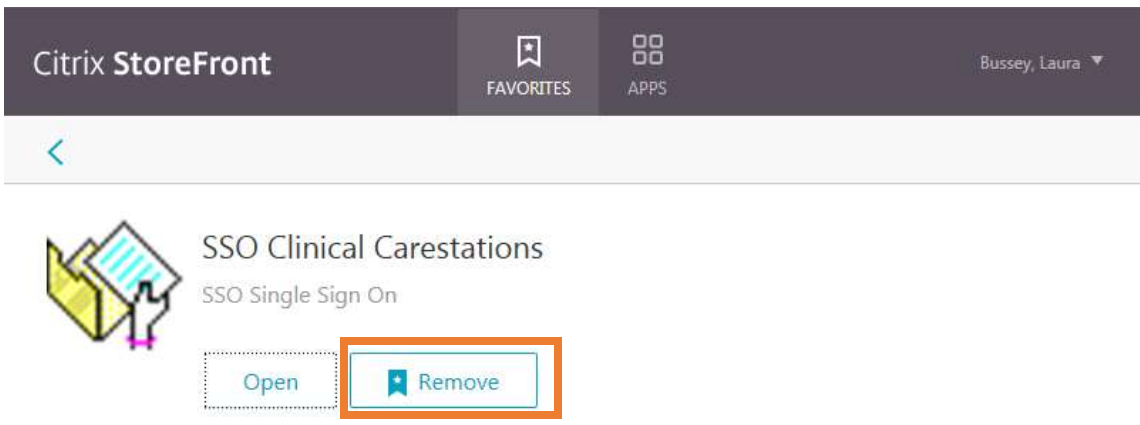 Citrix StoreFront
FAVORITES
APPS
Bussey, Laura
SSO Clinical Carestations
SSO Single Sign On
Open
Remove